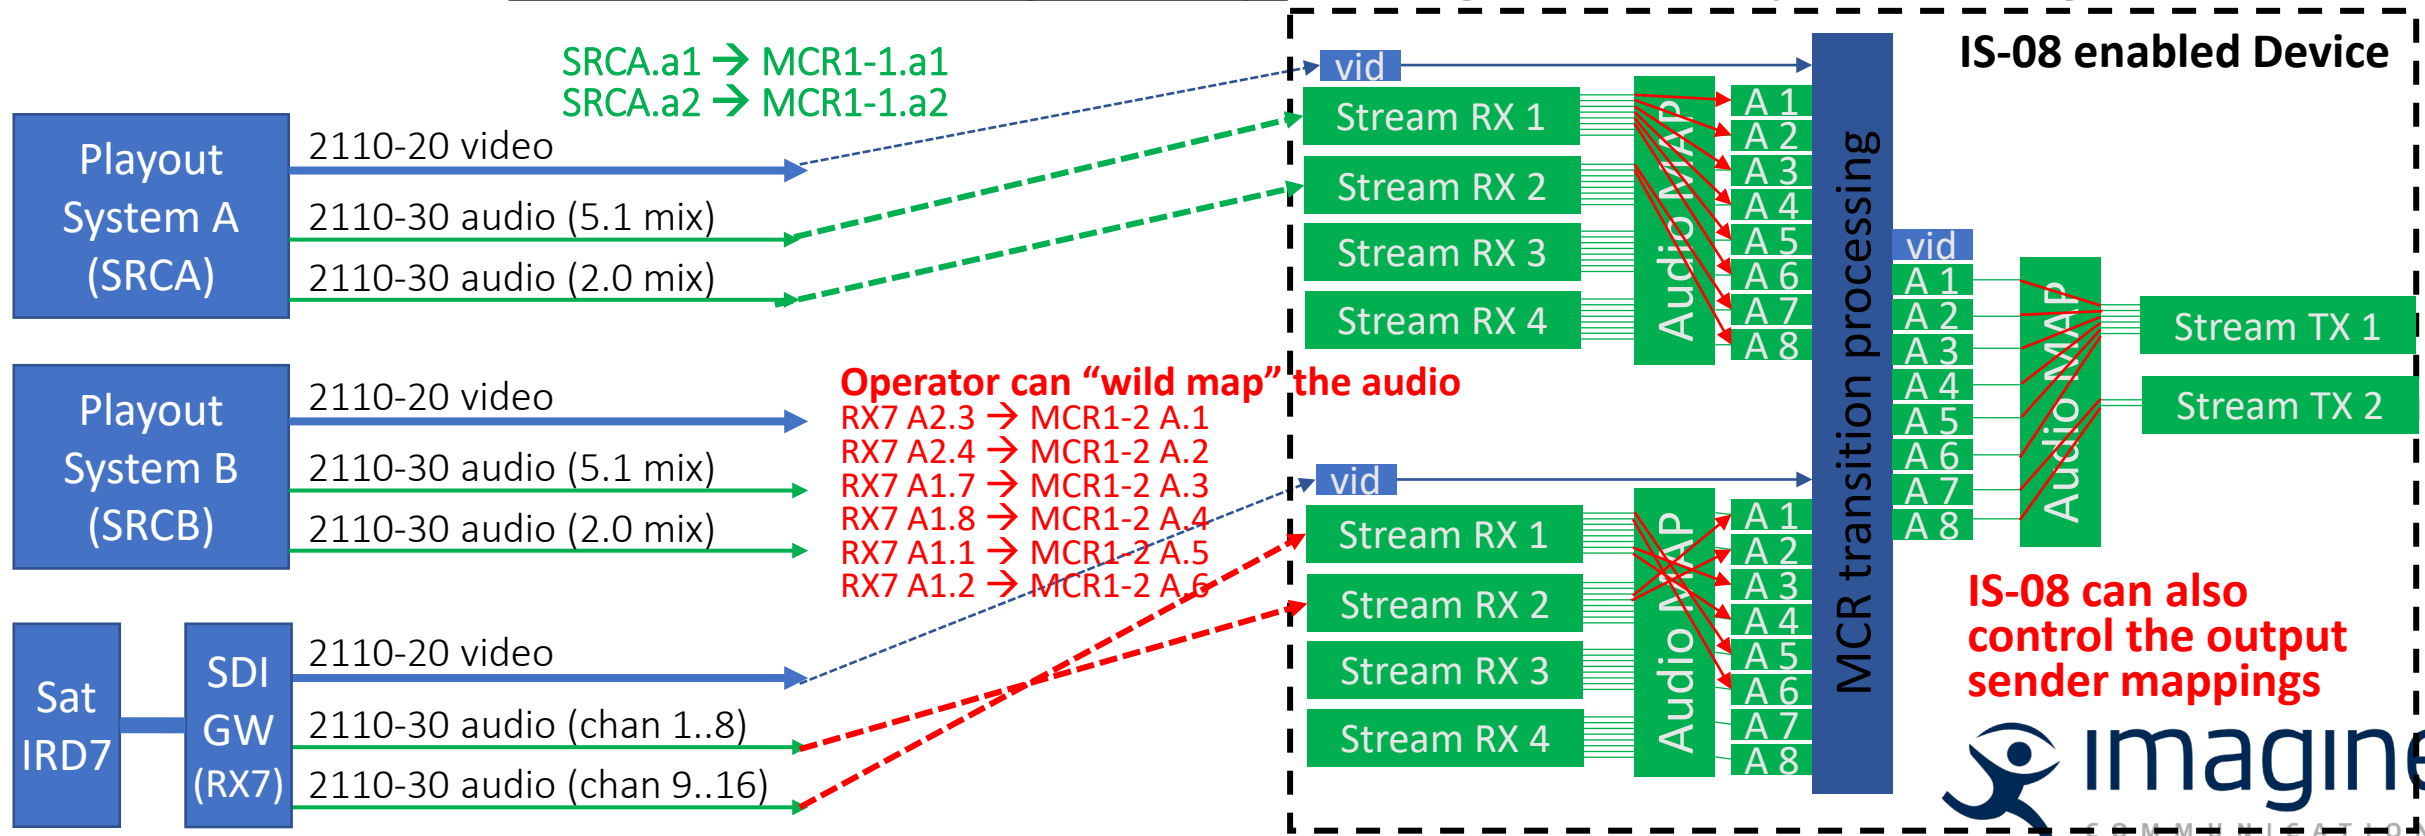 IS-08 enabled Device
SRCA.a1 → MCR1-1.a1
SRCA.a2 → MCR1-1.a2
Playout
System A
(SRCA)
2110-20 video
2110-30 audio (5.1 mix)
2110-30 audio (2.0 mix)
Playout
System B
(SRCB)
2110-20 video
2110-30 audio (5.1 mix)
2110-30 audio (2.0 mix)
Sat
IRD7
SDI
GW
(RX7)
2110-20 video
2110-30 audio (chan 1..8)
2110-30 audio (chan 9..16)
Operator can “wild map” the audio
RX7 A2.3 → MCR1-2 A.1
RX7 A2.4 → MCR1-2 A.2
RX7 A1.7 → MCR1-2 A.3
RX7 A1.8 → MCR1-2 A.4
RX7 A1.1 → MCR1-2 A.5
RX7 A1.2 → MCR1-2 A.6
vid
Stream RX 1
Stream RX 2
Stream RX 3
Stream RX 4
Audio MAP
A 1
A 2
A 3
A 4
A 5
A 6
A 7
A 8
vid
Stream RX 1
Stream RX 2
Stream RX 3
Stream RX 4
Audio MAP
A 1
A 2
A 3
A 4
A 5
A 6
A 7
A 8
MCR transition processing
vid
A 1
A 2
A 3
A 4
A 5
A 6
A 7
A 8
Audio MAP
Stream TX 1
Stream TX 2
IS-08 can also
control the output
sender mappings
imagine
COMMUNICATION